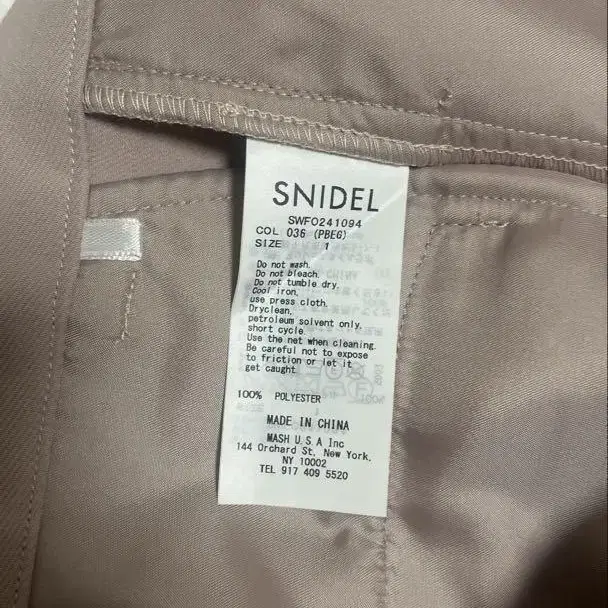 SNIDEL
SWFO241094
COL 036 (PBEG)
SIZE 1
Do not wash.
Do not bleach.
Do not tumble dry.
Cool iron.
use press cloth.
Dryclean,
petroleum solvent only,
short cycle.
Use the net when cleaning.
Be careful not to expose
to friction or let it
get caught
100% POLYESTER
MADE IN CHINA
MASH U.S.A Inc
144 Orchard St, New York,
NY 10002
TEL 917 409 5520